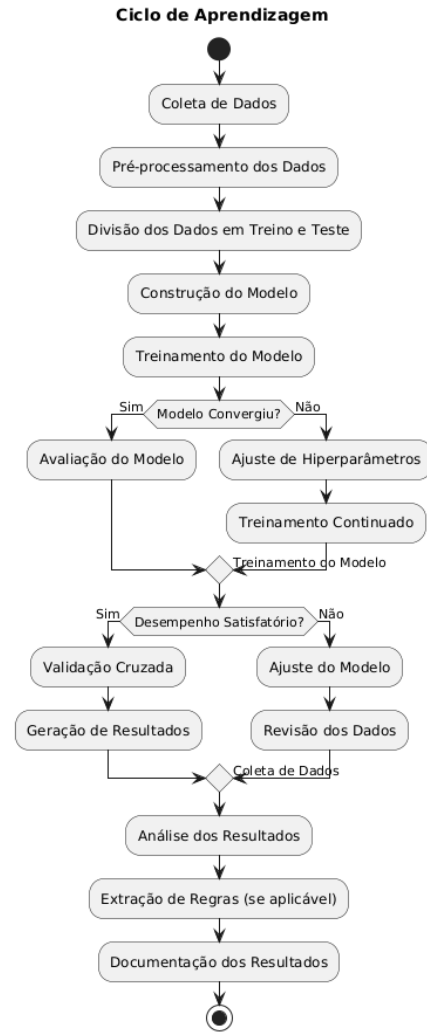 Ciclo de Aprendizagem
Coleta de Dados
Pré-processamento dos Dados
Divisão dos Dados em Treino e Teste
Construção do Modelo
Treinamento do Modelo
Sim
Modelo Convergiu?
Não
Avaliação do Modelo
Ajuste de Hiperparâmetros
Treinamento Continuado
Treinamento do Modelo
Sim
Desempenho Satisfatório?
Não
Validação Cruzada
Ajuste do Modelo
Geração de Resultados
Revisão dos Dados
Coleta de Dados
Análise dos Resultados
Extração de Regras (se aplicável)
Documentação dos Resultados